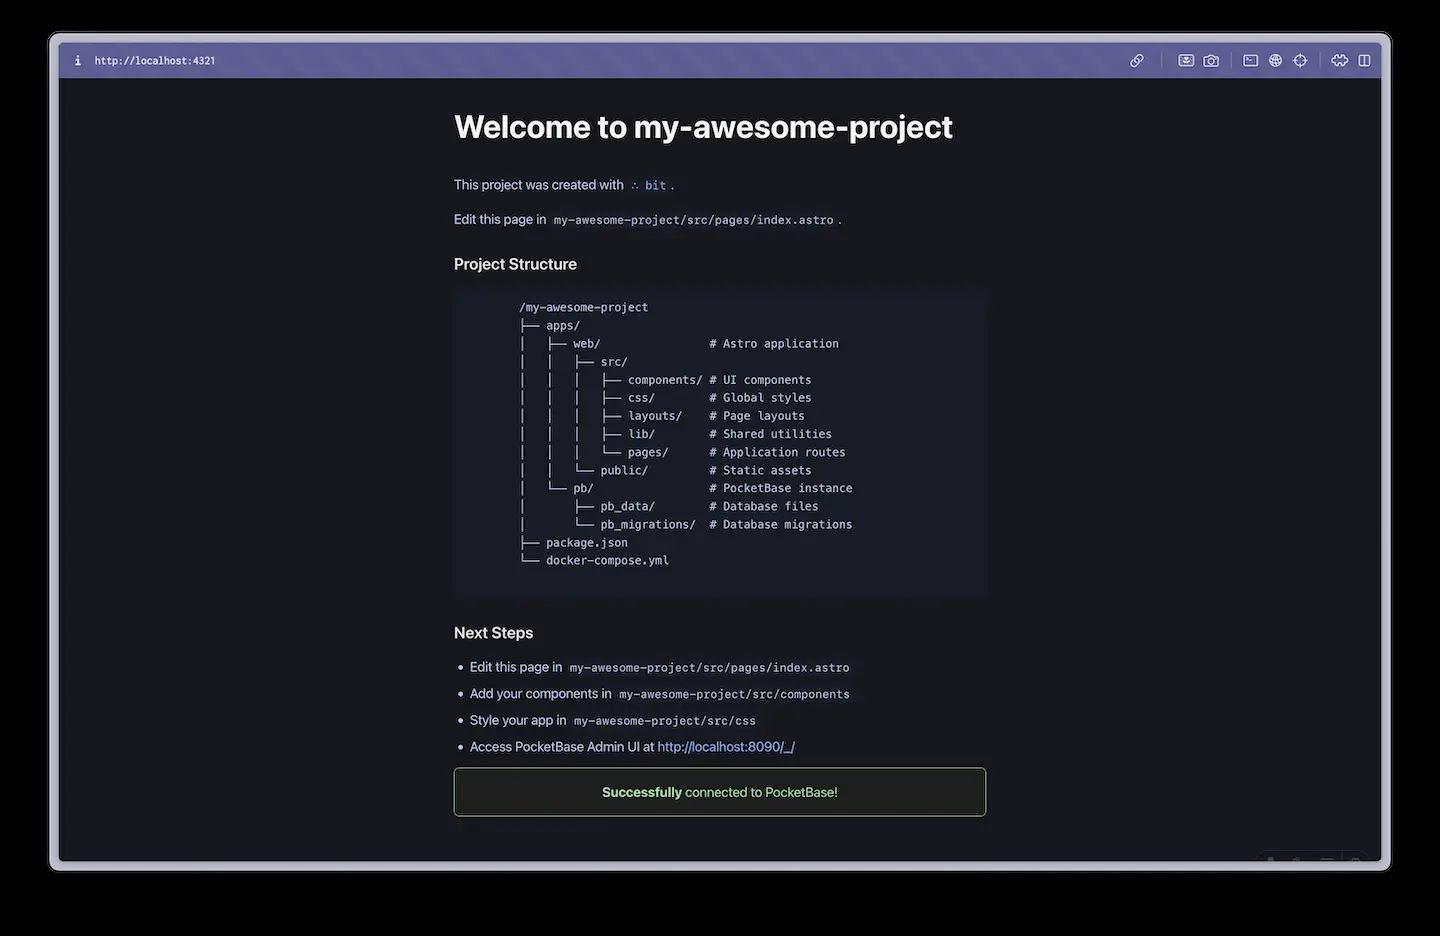 i http://localhost:4321
Welcome to my-awesome-project
This project was created with ∴ bit .
Edit this page in my-awesome-project/src/pages/index.astro .
Project Structure
/my-awesome-project
├── apps/
│   ├── web/                # Astro application
│   │   ├── src/
│   │   │   ├── components/ # UI components
│   │   │   ├── css/        # Global styles
│   │   │   ├── layouts/    # Page layouts
│   │   │   ├── lib/        # Shared utilities
│   │   │   └── pages/      # Application routes
│   │   └── public/         # Static assets
│   └── pb/                 # PocketBase instance
│       ├── pb_data/        # Database files
│       └── pb_migrations/  # Database migrations
├── package.json
└── docker-compose.yml
Next Steps
• Edit this page in my-awesome-project/src/pages/index.astro
• Add your components in my-awesome-project/src/components
• Style your app in my-awesome-project/src/css
• Access PocketBase Admin UI at http://localhost:8090/_/
Successfully connected to PocketBase!